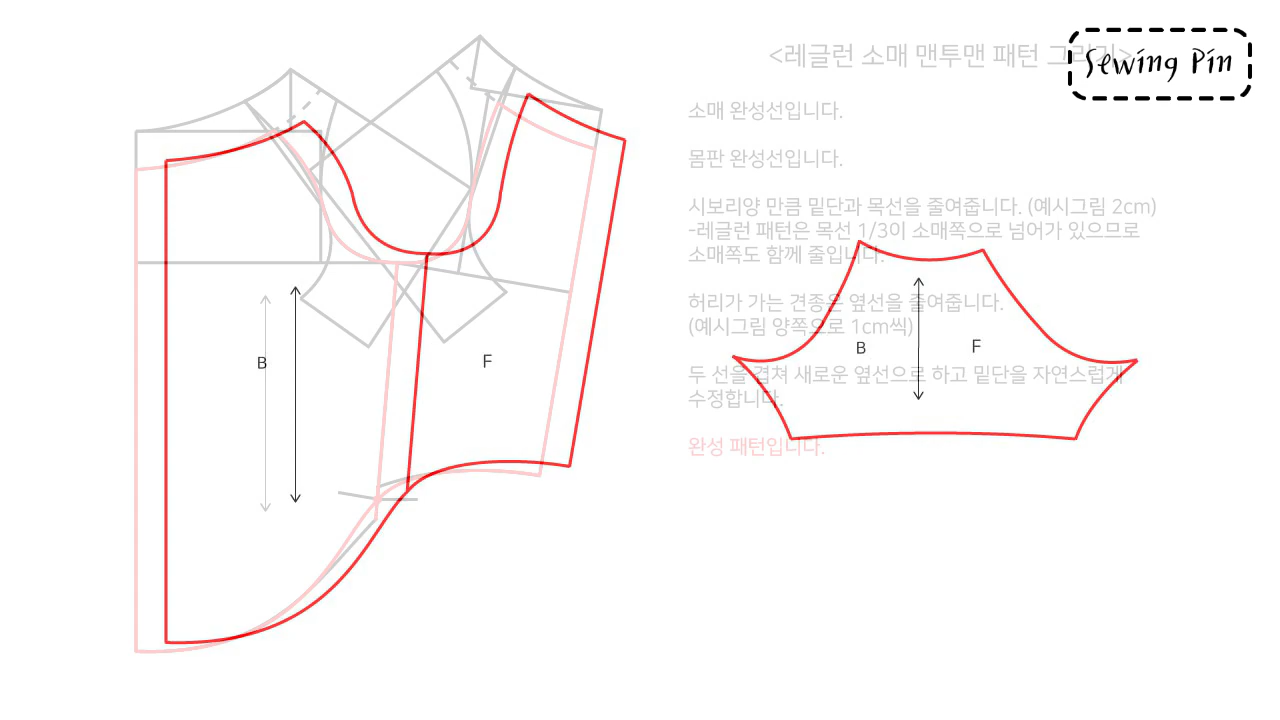 <레글런 소매 맨투맨 패턴 그리기>
Sewing Pin
소매 완성선입니다.
몸판 완성선입니다.
시보리양 만큼 밑단과 목선을 줄여줍니다. (예시그림 2cm)
-레글런 패턴은 목선 1/3이 소매쪽으로 넘어가 있으므로
소매쪽도 함께 줄입니다.
허리가 가는 견종은 옆선을 줄여줍니다.
(예시그림 양쪽으로 1cm씩)
두 선을 겹쳐 새로운 옆선으로 하고 밑단을 자연스럽게
수정합니다.
완성 패턴입니다.
B
F
B
F